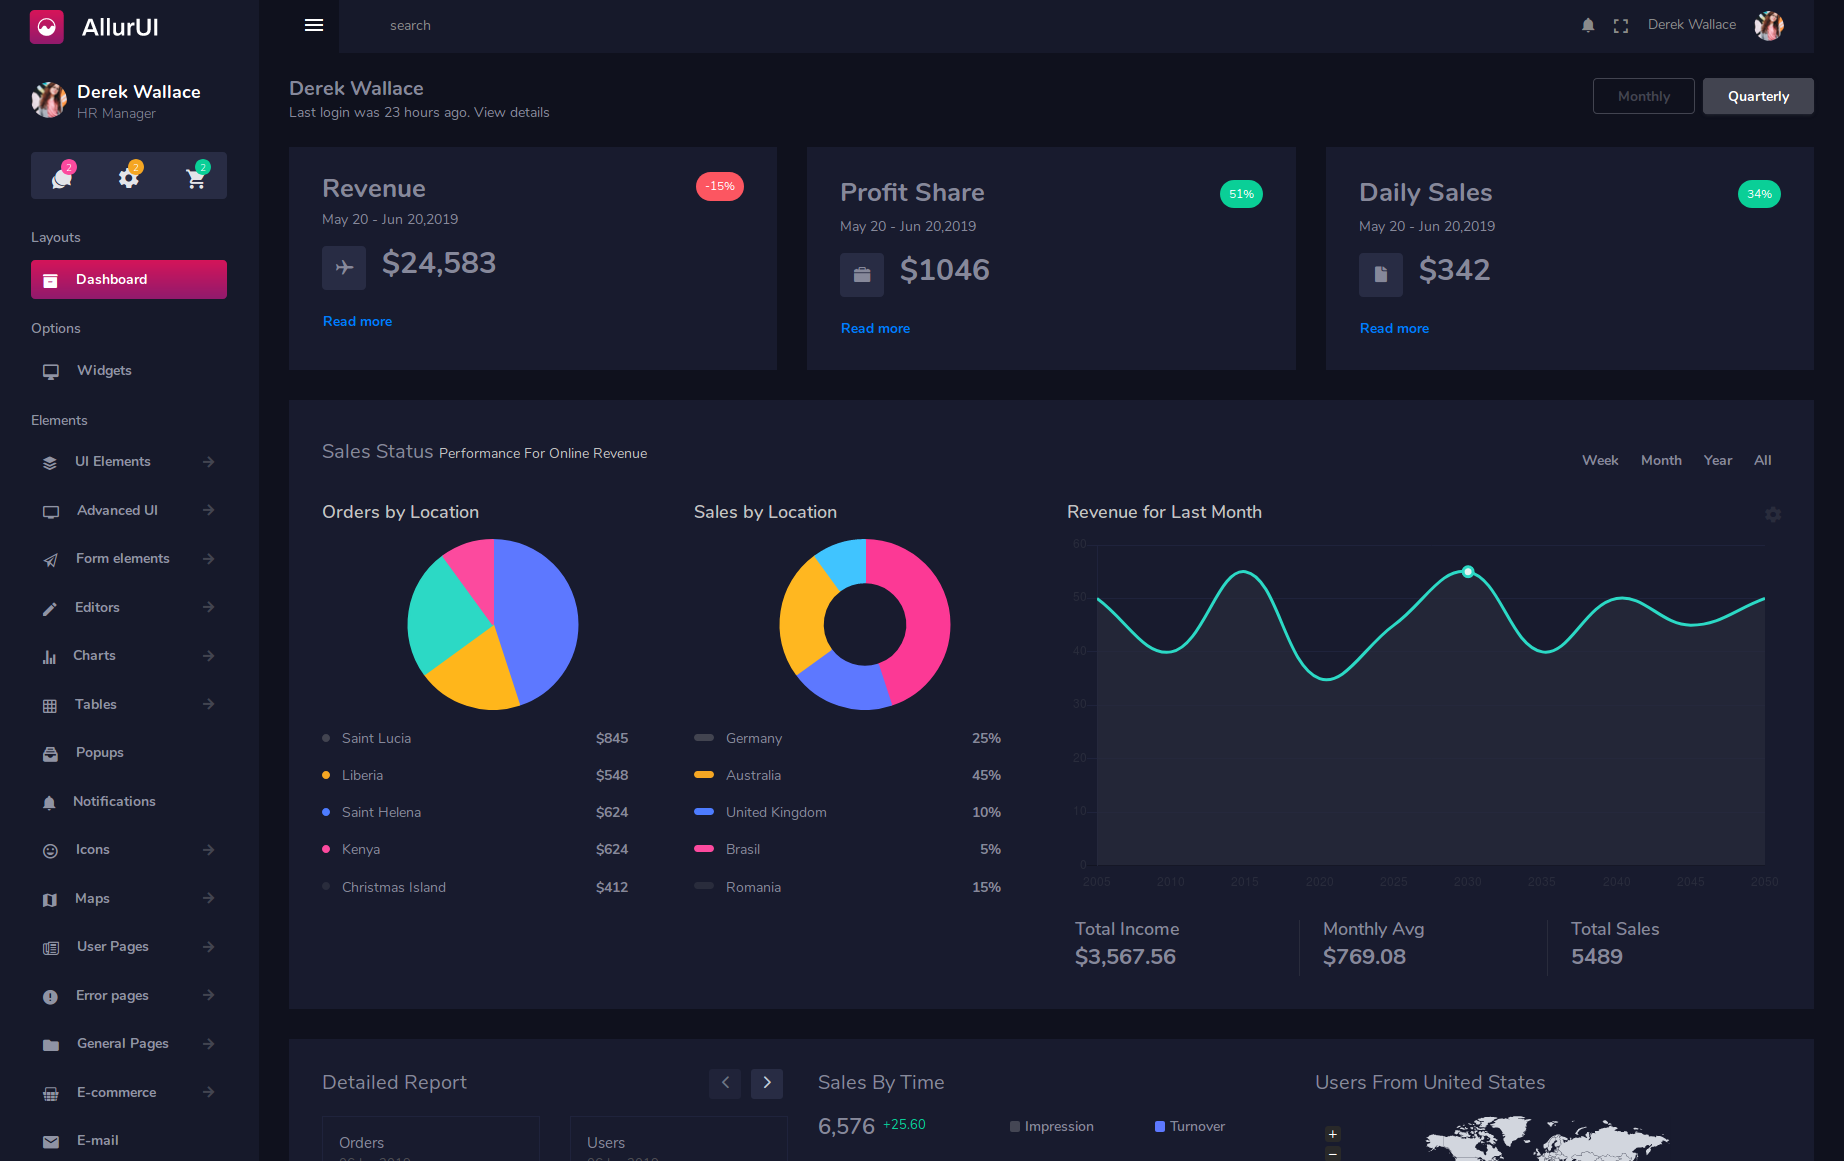 AllurUI
search
Derek Wallace
Derek Wallace
HR Manager
2
2
2
Layouts
Dashboard
Options
Widgets
Elements
UI Elements
Advanced UI
Form elements
Editors
Charts
Tables
Popups
Notifications
Icons
Maps
User Pages
Error pages
General Pages
E-commerce
E-mail
Derek Wallace
Last login was 23 hours ago. View details
Monthly
Quarterly
Revenue
-15%
May 20 - Jun 20,2019
$24,583
Read more
Profit Share
51%
May 20 - Jun 20,2019
$1046
Read more
Daily Sales
34%
May 20 - Jun 20,2019
$342
Read more
Sales Status Performance For Online Revenue
Week Month Year All
Orders by Location
Saint Lucia $845
Liberia $548
Saint Helena $624
Kenya $624
Christmas Island $412
Sales by Location
Germany 25%
Australia 45%
United Kingdom 10%
Brasil 5%
Romania 15%
Revenue for Last Month
60
50
40
30
20
10
0
2005 2010 2015 2020 2025 2030 2035 2040 2045 2050
Total Income
$3,567.56
Monthly Avg
$769.08
Total Sales
5489
Detailed Report
Orders
Users
Sales By Time
6,576 +25.60
Impression
Turnover
Users From United States
+
−